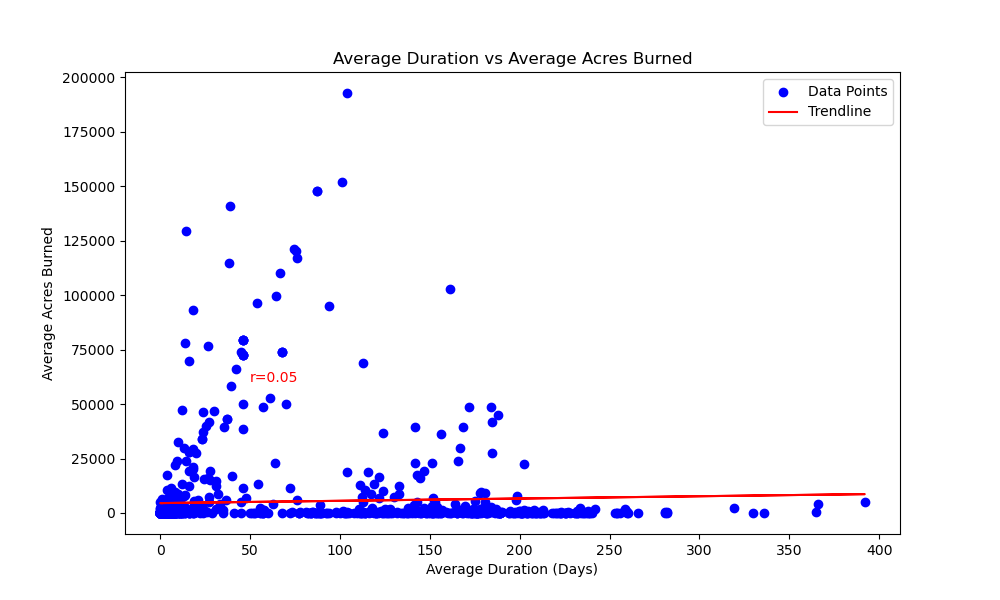 Average Duration vs Average Acres Burned
200000
175000
150000
125000
100000
75000
50000
25000
0
Average Acres Burned
Data Points
Trendline
r=0.05
0 50 100 150 200 250 300 350 400
Average Duration (Days)